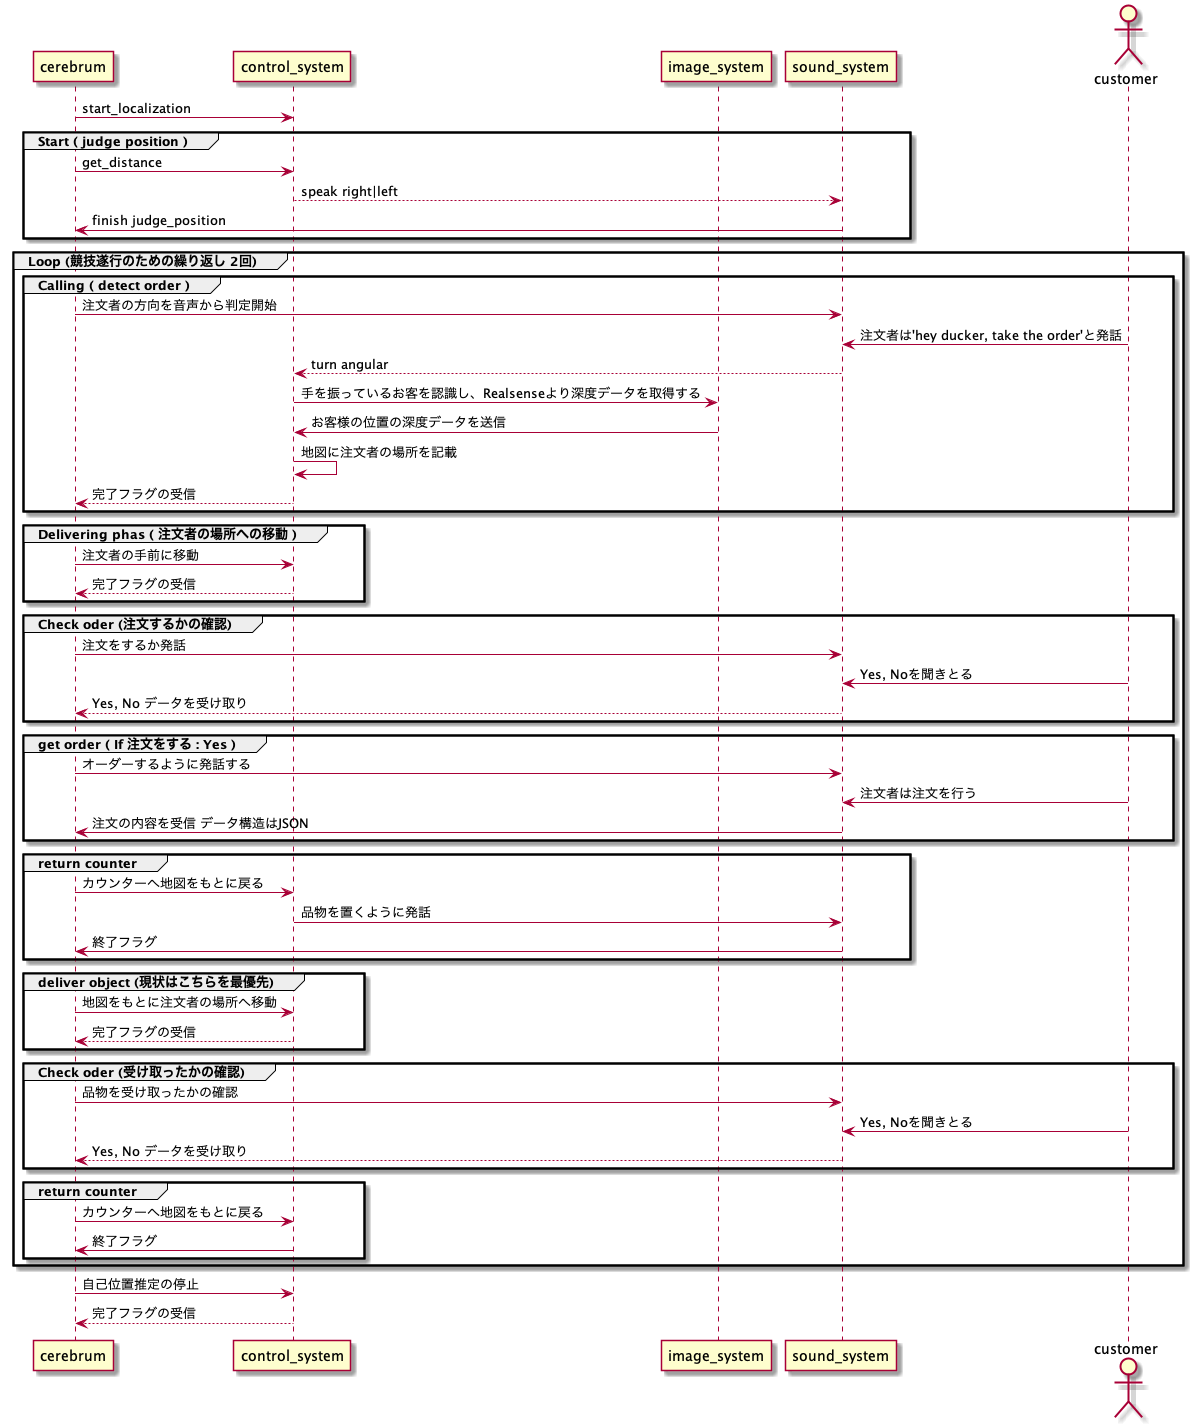 cerebrum
control_system
image_system
sound_system
customer
start_localization
Start ( judge position )
get_distance
speak right|left
finish judge_position
Loop (競技遂行のための繰り返し 2回)
Calling ( detect order )
注文者の方向を音声から判定開始
注文者は'hey ducker, take the order'と発話
turn angular
手を振っているお客を認識し、Realsenseより深度データを取得する
お客様の位置の深度データを送信
地図に注文者の場所を記載
完了フラグの受信
Delivering phas ( 注文者の場所への移動 )
注文者の手前に移動
完了フラグの受信
Check oder (注文するかの確認)
注文をするか発話
Yes, Noを聞きとる
Yes, No データを受け取り
get order ( If 注文をする : Yes )
オーダーするように発話する
注文者は注文を行う
注文の内容を受信 データ構造はJSON
return counter
カウンターへ地図をもとに戻る
品物を置くように発話
終了フラグ
deliver object (現状はこちらを最優先)
地図をもとに注文者の場所へ移動
完了フラグの受信
Check oder (受け取ったかの確認)
品物を受け取ったかの確認
Yes, Noを聞きとる
Yes, No データを受け取り
return counter
カウンターへ地図をもとに戻る
終了フラグ
自己位置推定の停止
完了フラグの受信
cerebrum
control_system
image_system
sound_system
customer